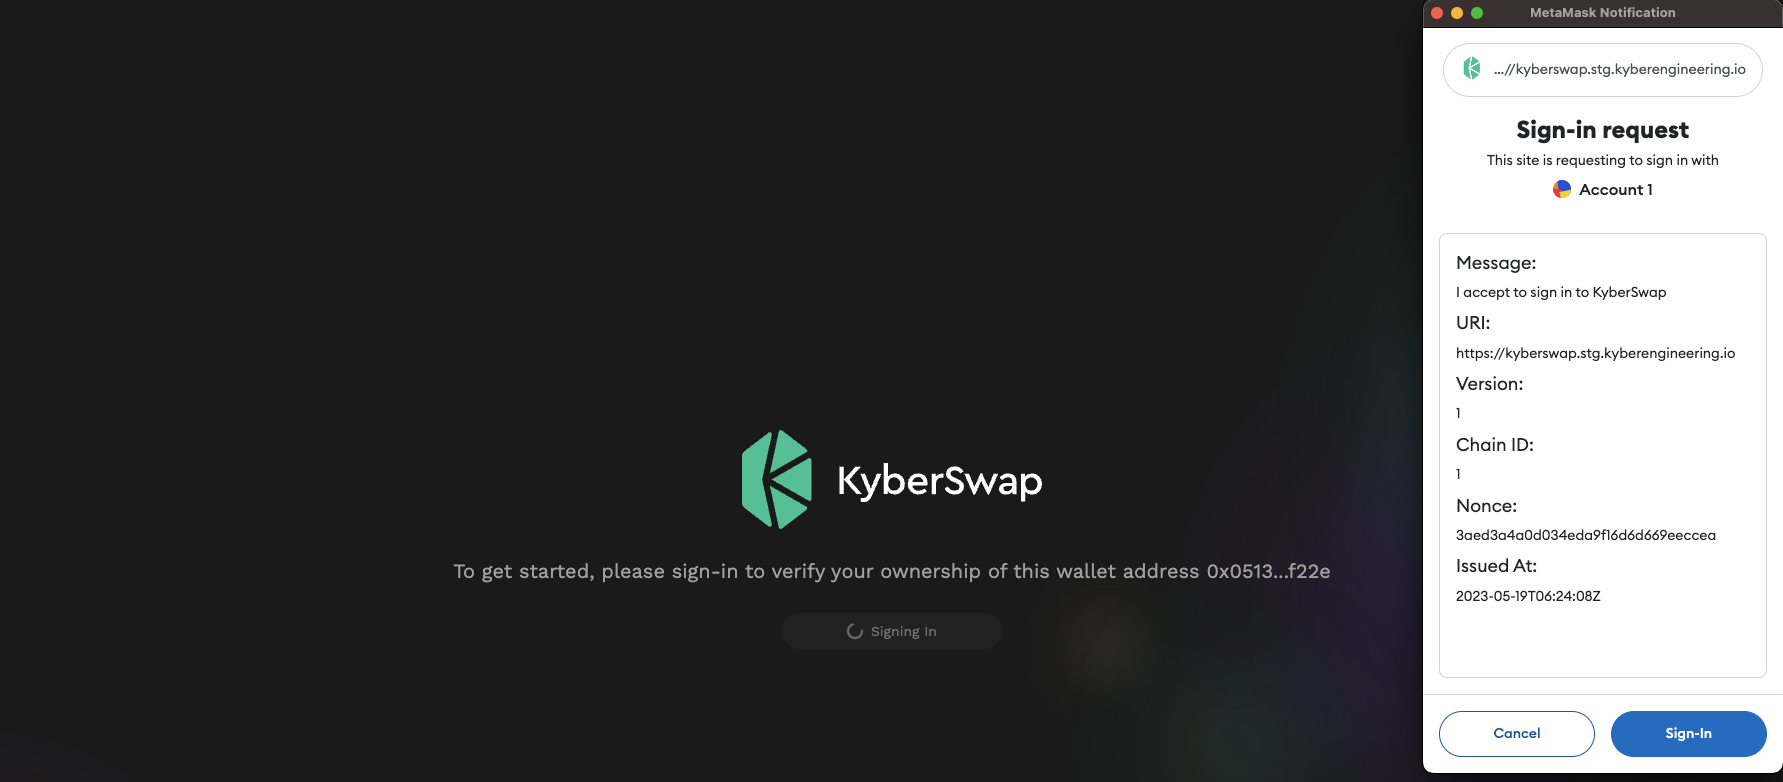 KyberSwap
To get started, please sign-in to verify your ownership of this wallet address 0x0513...f22e
Signing In
MetaMask Notification
...//kyberswap.stg.kyberengineering.io
Sign-in request
This site is requesting to sign in with
Account 1
Message:
I accept to sign in to KyberSwap
URI:
https://kyberswap.stg.kyberengineering.io
Version:
1
Chain ID:
1
Nonce:
3aed3a4a0d034eda9f16d6d669eeccea
Issued At:
2023-05-19T06:24:08Z
Cancel
Sign-In